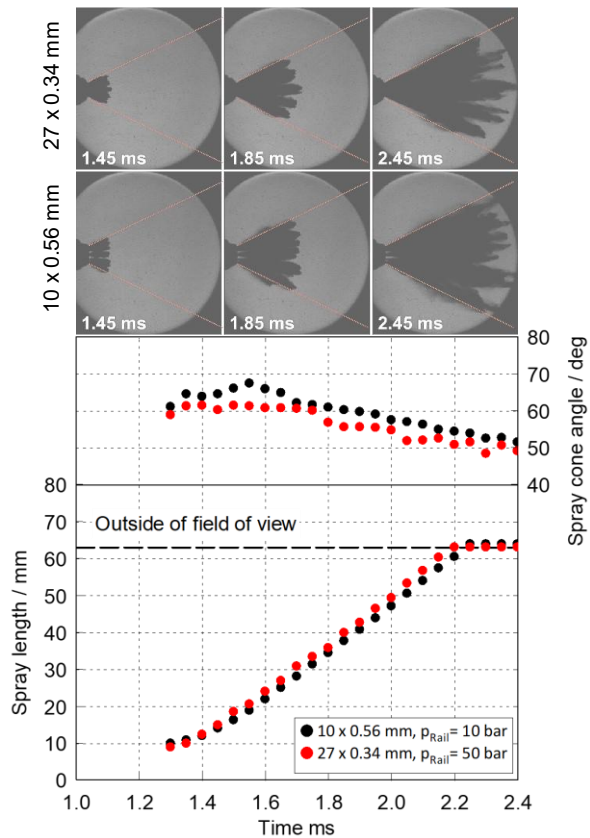 27 x 0.34 mm
1.45 ms
1.85 ms
2.45 ms
10 x 0.56 mm
1.45 ms
1.85 ms
2.45 ms
80
70
60
50
40
Spray cone angle / deg
80
70
60
50
40
30
20
10
0
Spray length / mm
Outside of field of view
10 x 0.56 mm, pRail= 10 bar
27 x 0.34 mm, pRail= 50 bar
1.0 1.2 1.4 1.6 1.8 2.0 2.2 2.4
Time ms